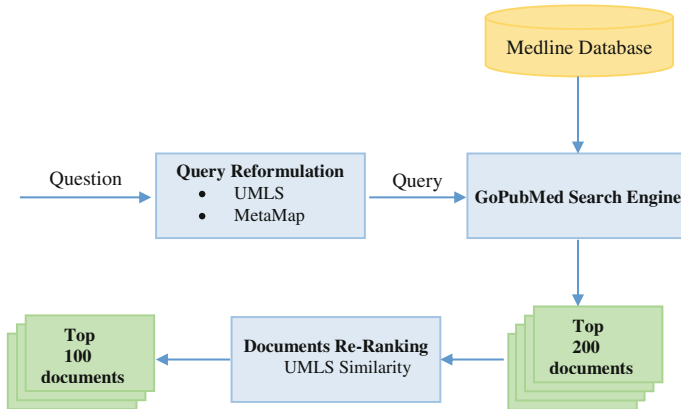 Medline Database
Question
Query Reformulation
• UMLS
• MetaMap
Query
GoPubMed Search Engine
Top
100
documents
Documents Re-Ranking
UMLS Similarity
Top
200
documents